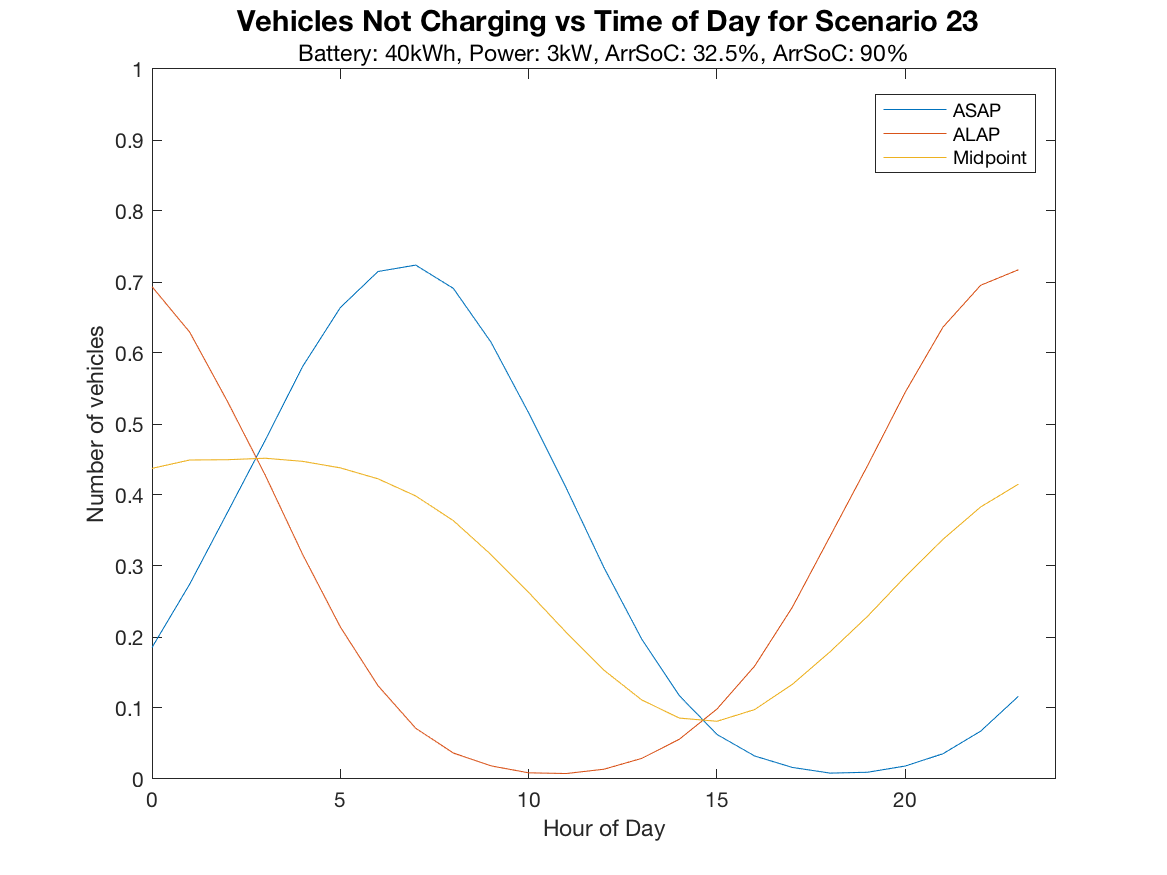 Vehicles Not Charging vs Time of Day for Scenario 23
Battery: 40kWh, Power: 3kW, ArrSoC: 32.5%, ArrSoC: 90%
1
0.9
0.8
0.7
0.6
0.5
0.4
0.3
0.2
0.1
0
Number of vehicles
ASAP
ALAP
Midpoint
0 5 10 15 20
Hour of Day